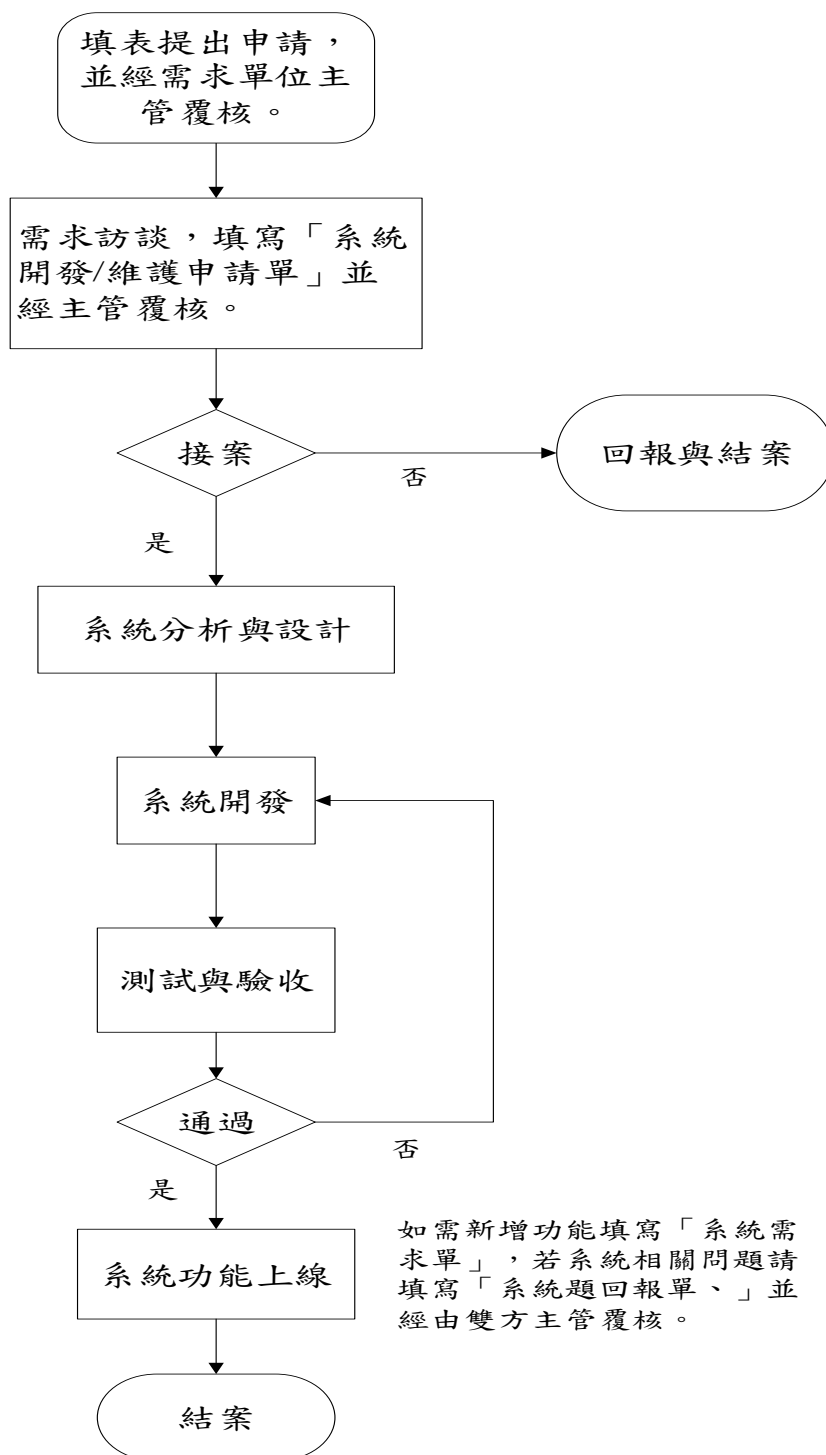 填表提出申請，
並經需求單位主
管覆核。
需求訪談，填寫「系統
開發/維護申請單」並
經主管覆核。
接案
否
回報與結案
是
系統分析與設計
系統開發
測試與驗收
通過
否
是
系統功能上線
如需新增功能填寫「系統需
求單」，若系統相關問題請
填寫「系統題回報單、」並
經由雙方主管覆核。
結案